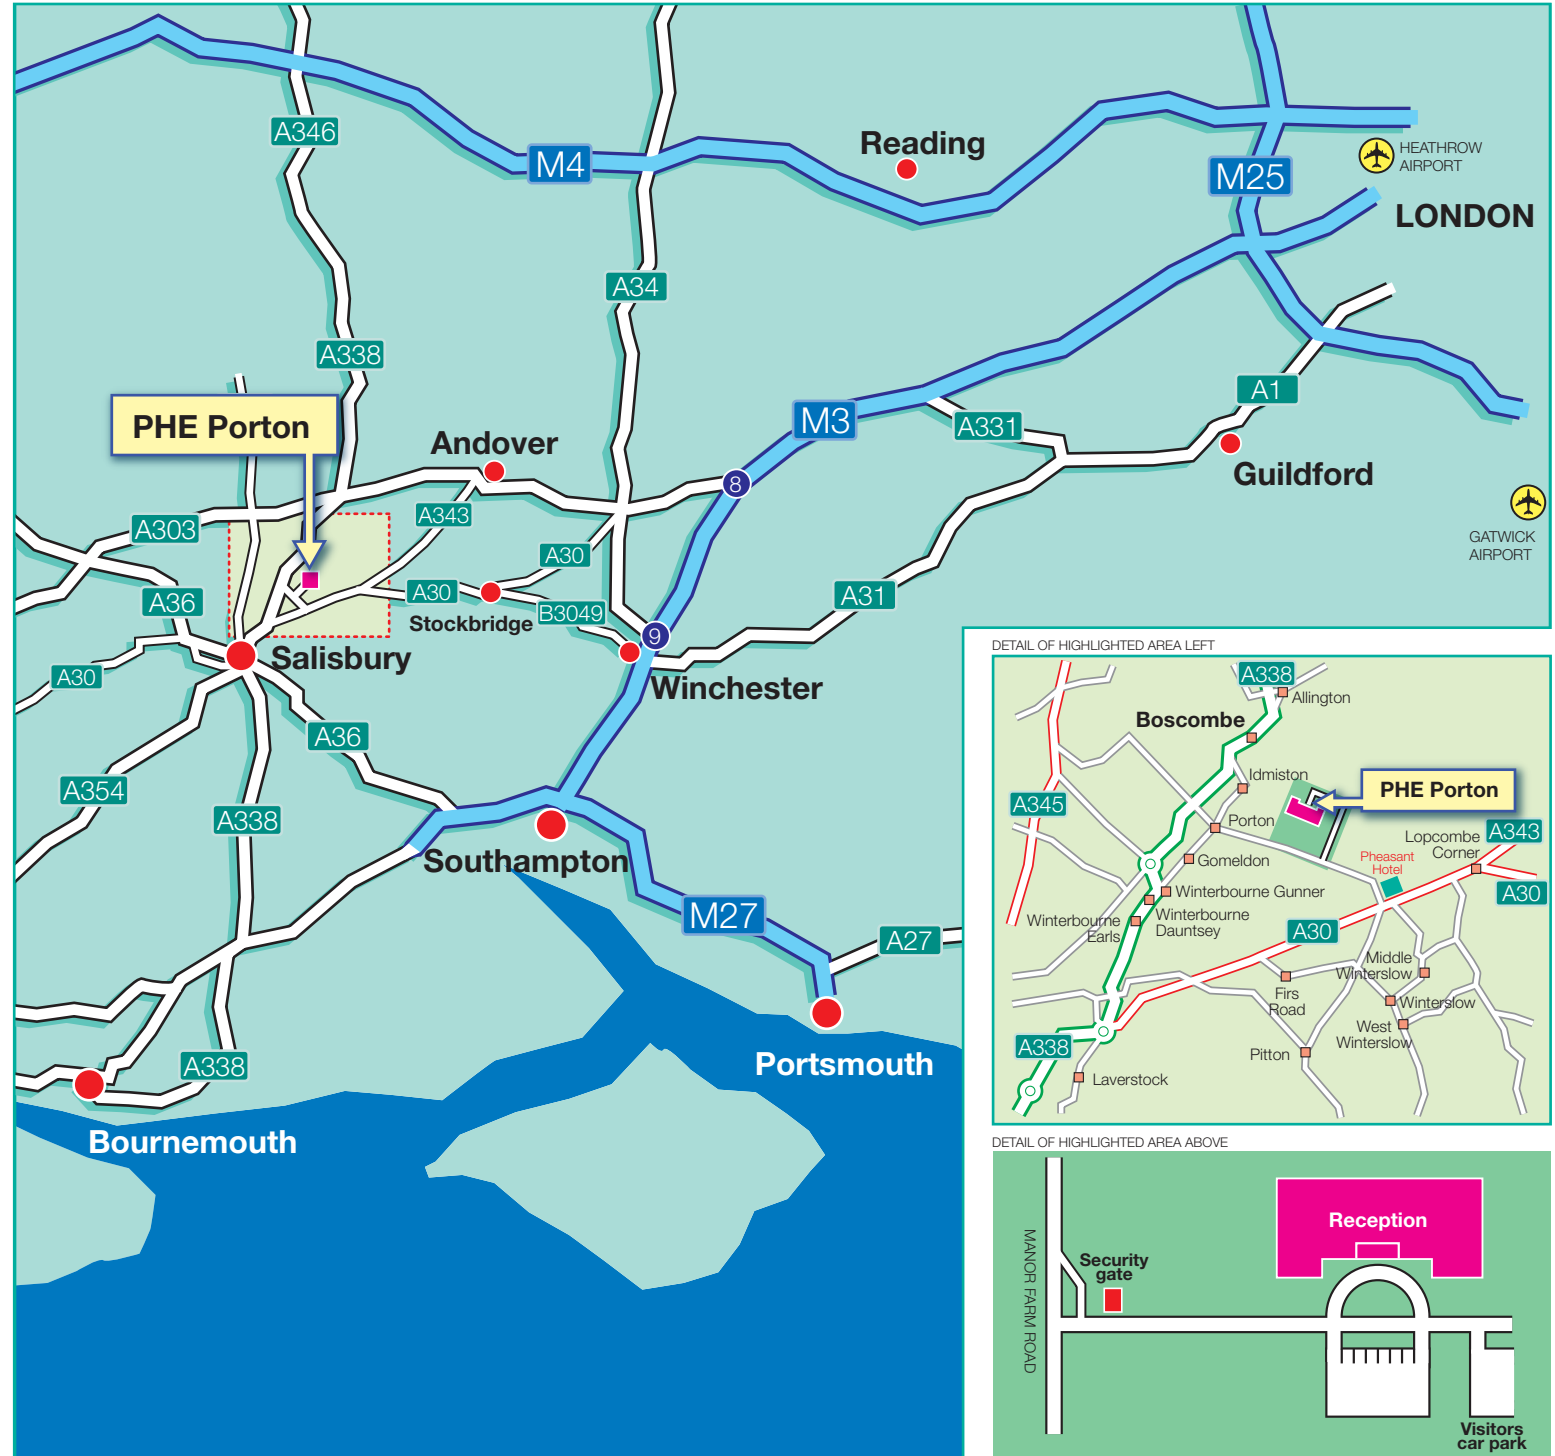 A346
M4
Reading
M25
HEATHROW
AIRPORT
LONDON
A34
A338
PHE Porton
Andover
M3
A331
A1
Guildford
8
A303
A343
GATWICK
AIRPORT
A30
A36
A30
Stockbridge
B3049
A31
9
Salisbury
A30
Winchester
A36
A354
A338
Southampton
M27
A27
A338
Portsmouth
Bournemouth
DETAIL OF HIGHLIGHTED AREA LEFT
A338
Allington
Boscombe
Idmiston
PHE Porton
A345
Porton
Lopcombe
Corner
A343
Gomeldon
Pheasant
Hotel
A30
Winterbourne Gunner
Winterbourne
Dauntsey
Winterbourne
Earls
A30
Middle
Winterslow
Firs
Road
Winterslow
West
Winterslow
A338
Pitton
Laverstock
DETAIL OF HIGHLIGHTED AREA ABOVE
MANOR FARM ROAD
Security
gate
Reception
Visitors
car park